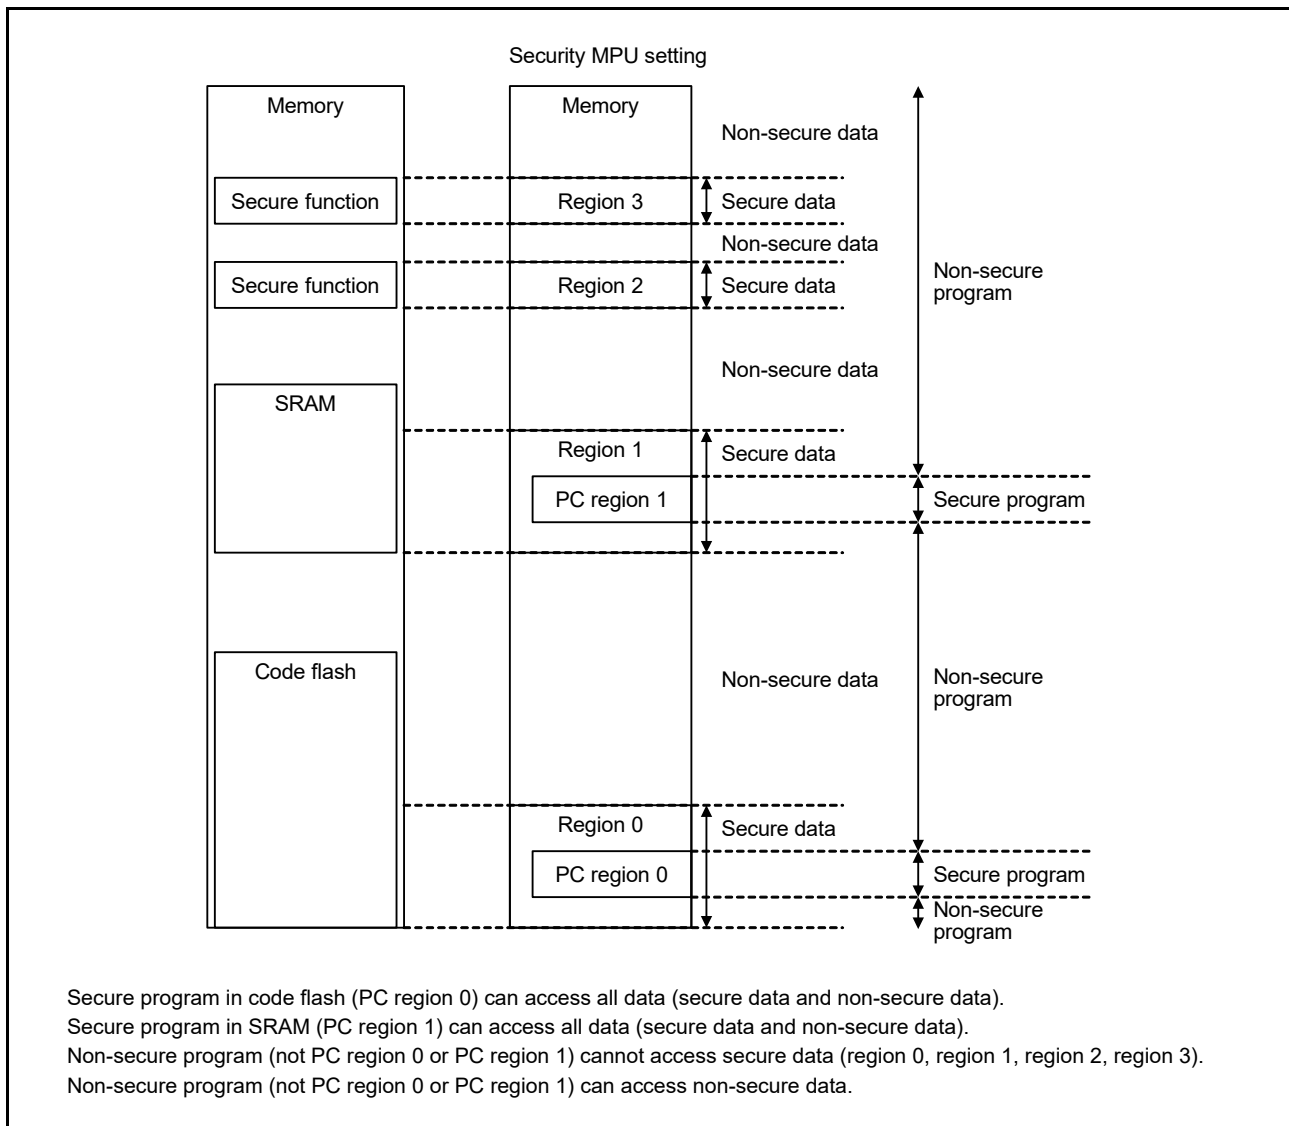 Security MPU setting
Memory
Memory
Non-secure data
Secure function
Region 3
Secure data
Non-secure data
Secure function
Region 2
Secure data
Non-secure
program
Non-secure data
SRAM
Region 1
Secure data
PC region 1
Secure program
Code flash
Non-secure data
Non-secure
program
Region 0
Secure data
PC region 0
Secure program
Non-secure
program
Secure program in code flash (PC region 0) can access all data (secure data and non-secure data).
Secure program in SRAM (PC region 1) can access all data (secure data and non-secure data).
Non-secure program (not PC region 0 or PC region 1) cannot access secure data (region 0, region 1, region 2, region 3).
Non-secure program (not PC region 0 or PC region 1) can access non-secure data.